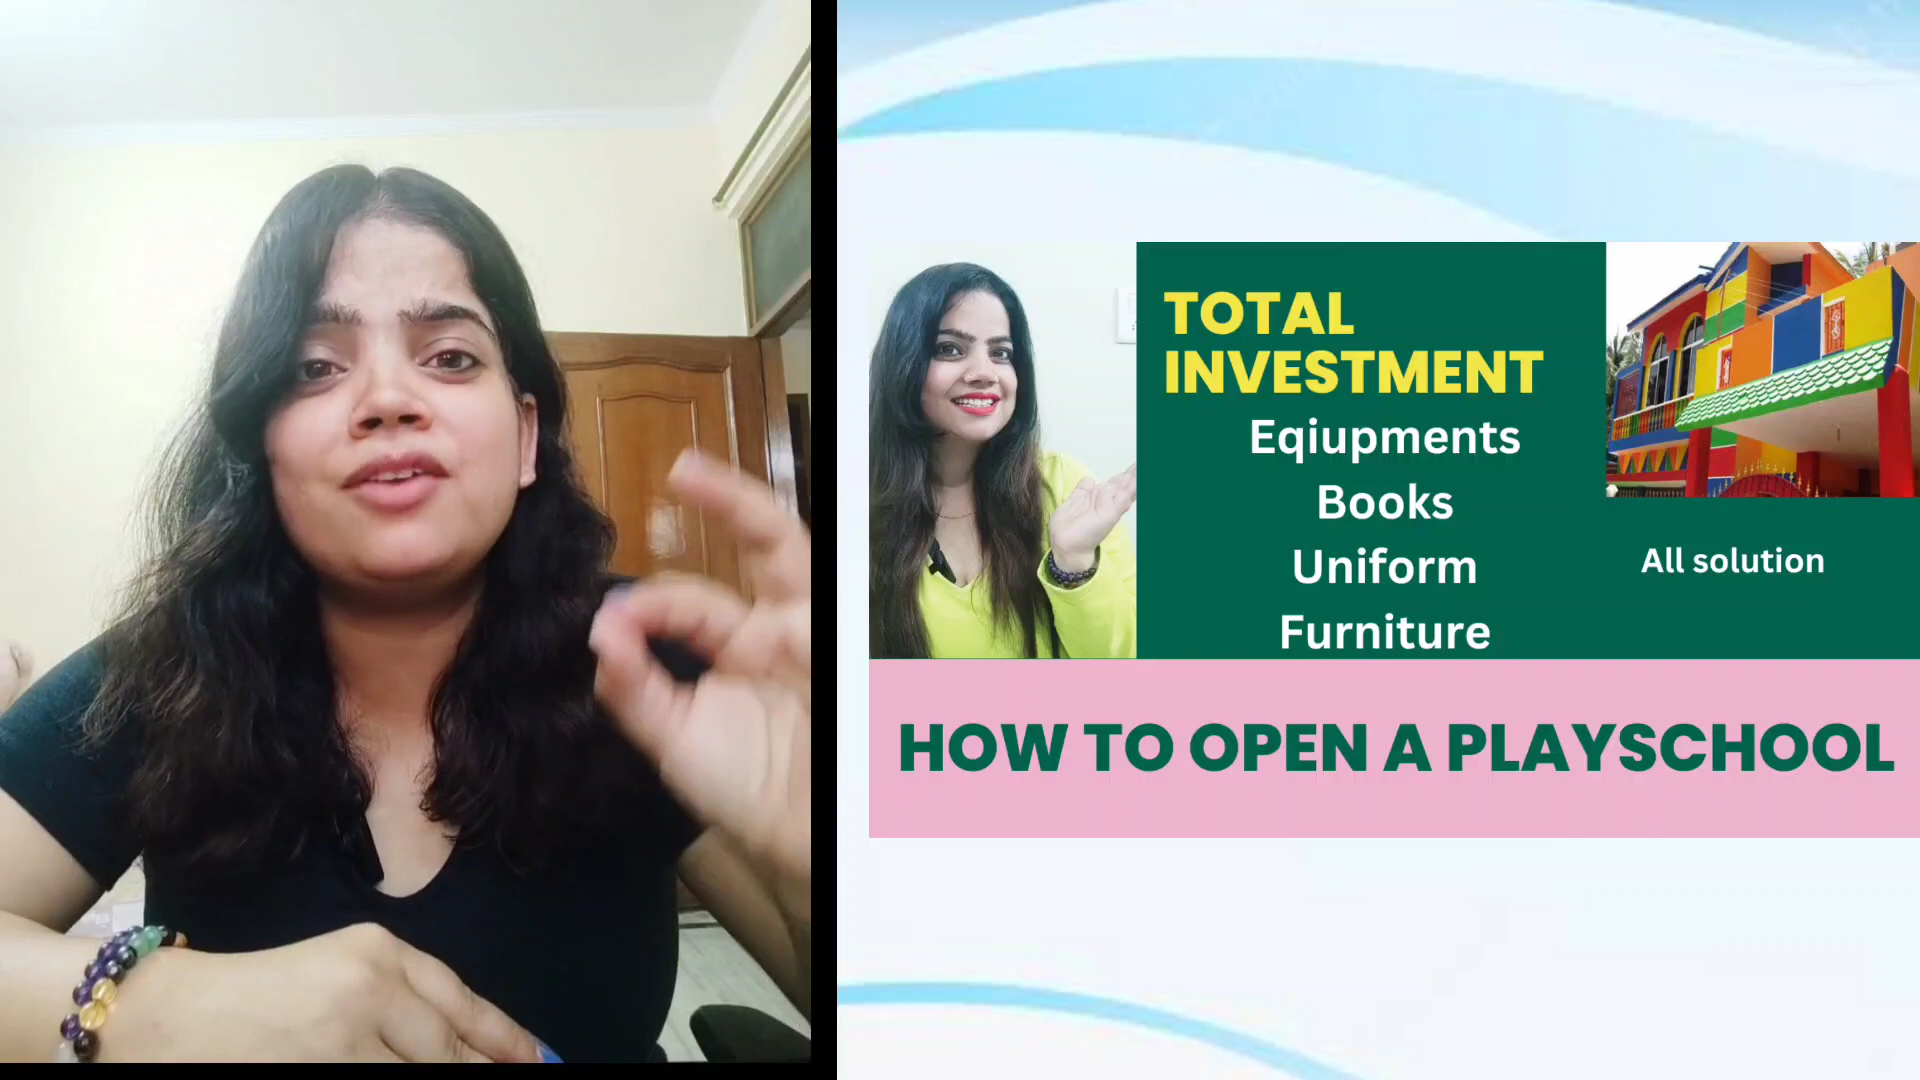 TOTAL
INVESTMENT
Eqiupments
Books
Uniform
Furniture
All solution
HOW TO OPEN A PLAYSCHOOL